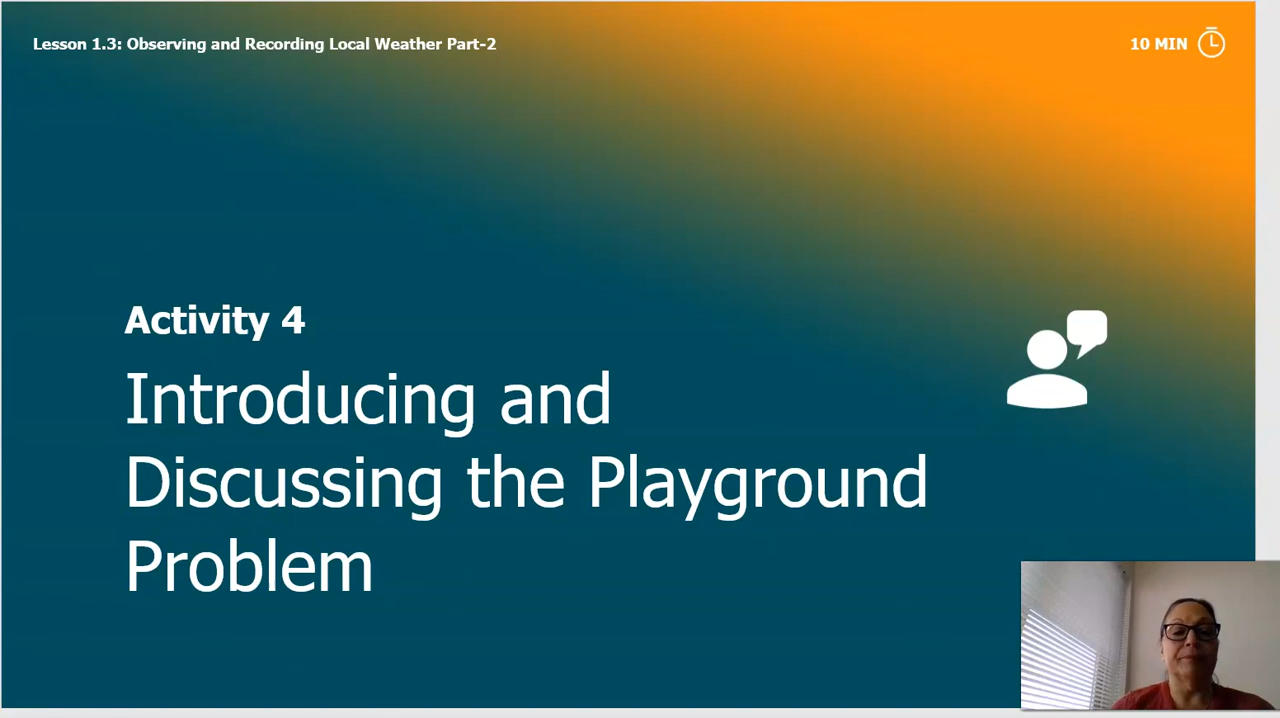 Lesson 1.3: Observing and Recording Local Weather Part-2
10 MIN
Activity 4
Introducing and
Discussing the Playground
Problem